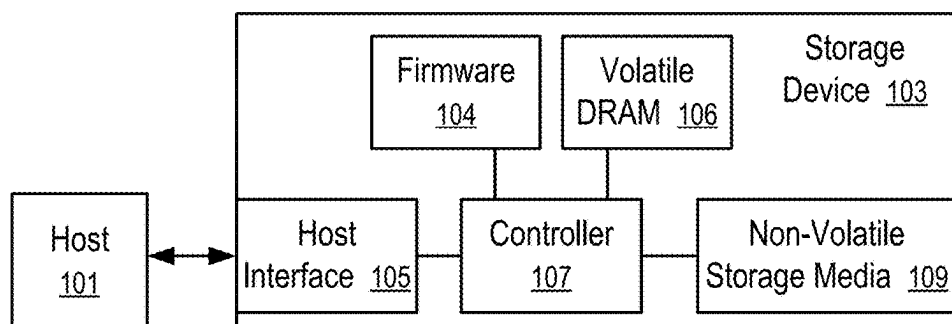 Storage
Device 103
Firmware
104
Volatile
DRAM 106
Host
101
Host
Interface 105
Controller
107
Non-Volatile
Storage Media 109